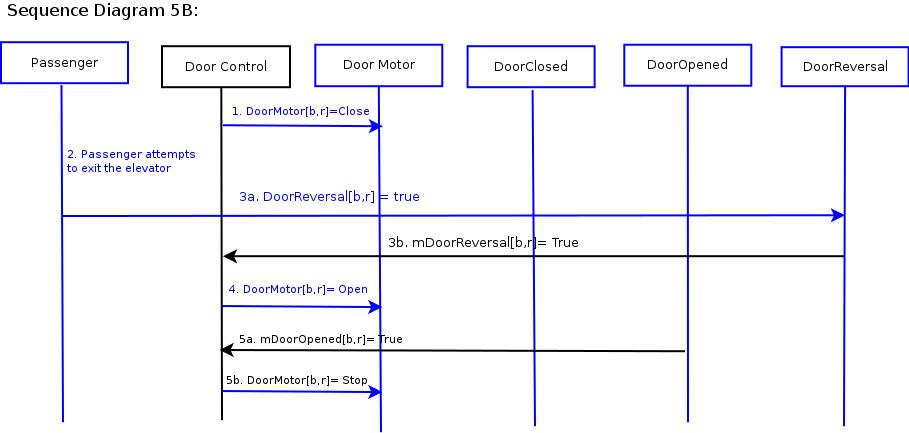 Sequence Diagram 5B:
Passenger
Door Control
Door Motor
DoorClosed
DoorOpened
DoorReversal
1. DoorMotor[b,r]=Close
2. Passenger attempts
to exit the elevator
3a. DoorReversal[b,r] = true
3b. mDoorReversal[b,r]= True
4. DoorMotor[b,r]= Open
5a. mDoorOpened[b,r]= True
5b. DoorMotor[b,r]= Stop